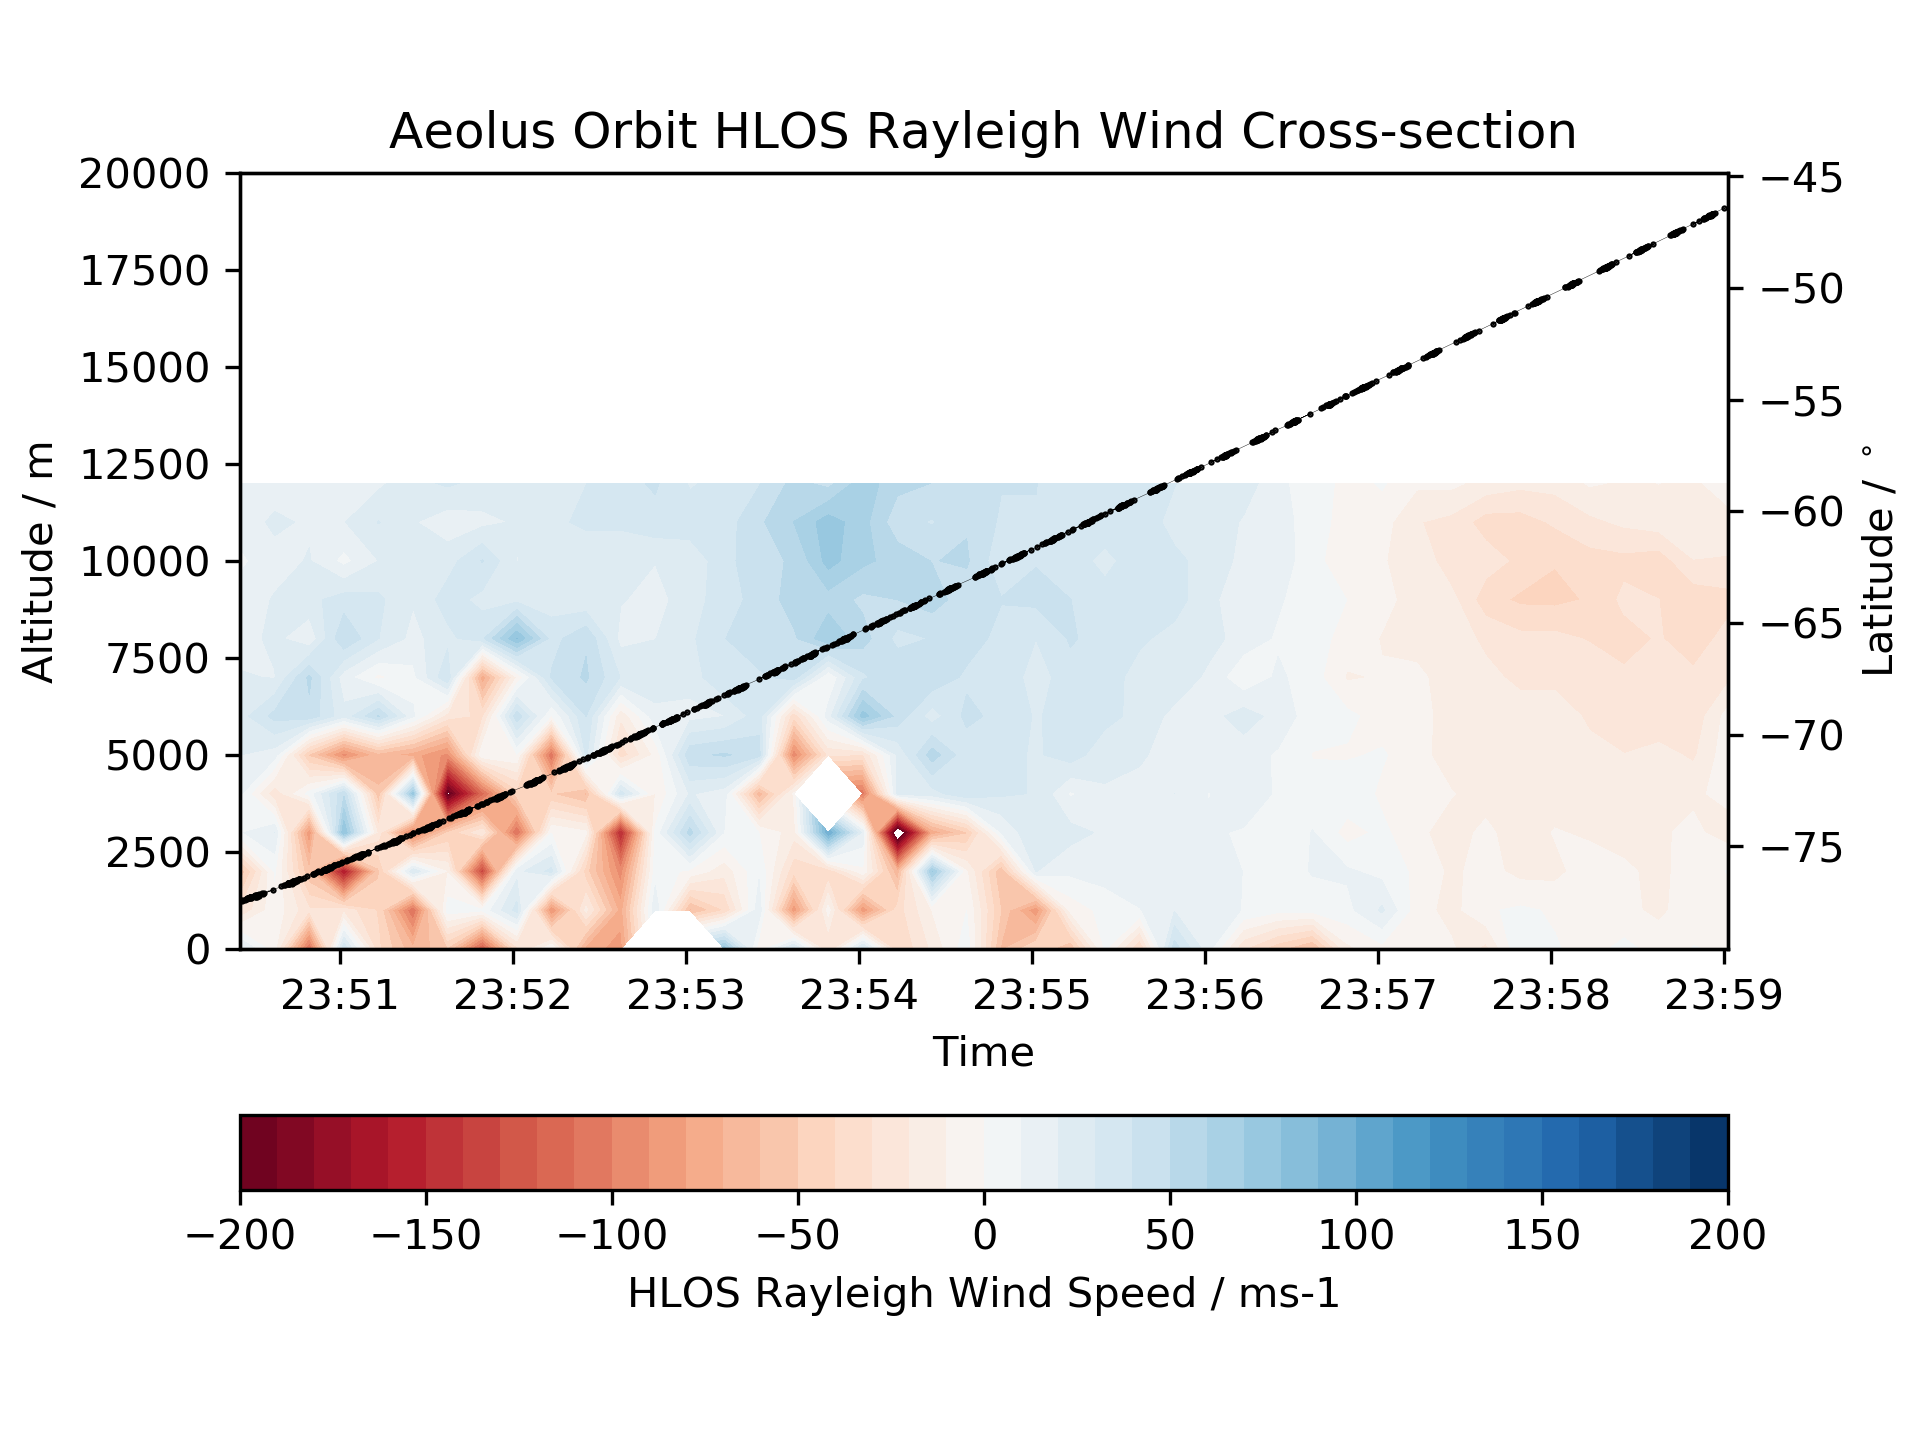 Aeolus Orbit HLOS Rayleigh Wind Cross-section
20000
17500
15000
12500
10000
7500
5000
2500
0
Altitude / m
−45
−50
−55
−60
−65
−70
−75
Latitude / °
23:51 23:52 23:53 23:54 23:55 23:56 23:57 23:58 23:59
Time
−200 −150 −100 −50 0 50 100 150 200
HLOS Rayleigh Wind Speed / ms-1